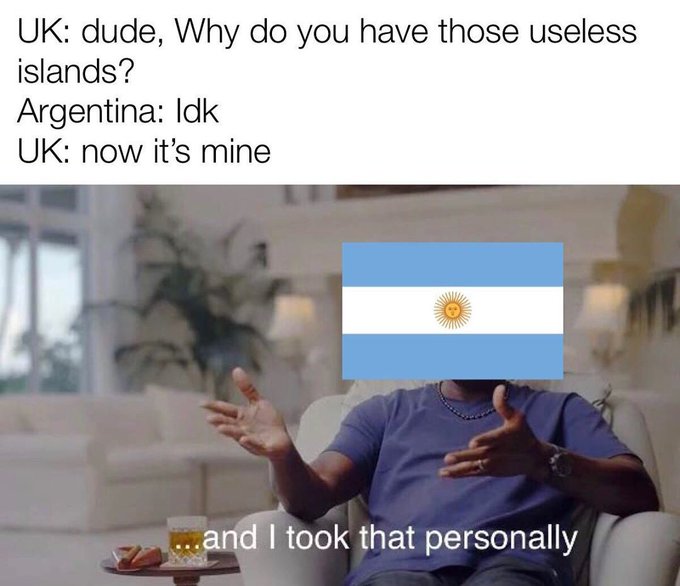 UK: dude, Why do you have those useless
islands?
Argentina: Idk
UK: now it’s mine
...and I took that personally